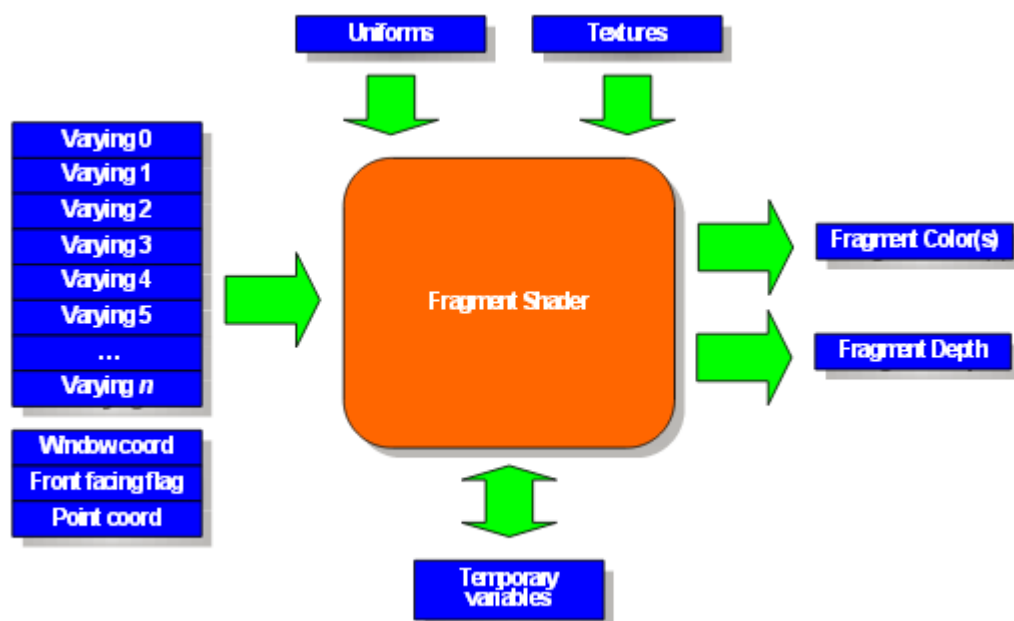 Uniforms
Textures
Varying 0
Varying 1
Varying 2
Varying 3
Varying 4
Varying 5
...
Varying n
Window coord
Front facing flag
Point coord
Fragment Shader
Fragment Color(s)
Fragment Depth
Temporary
variables